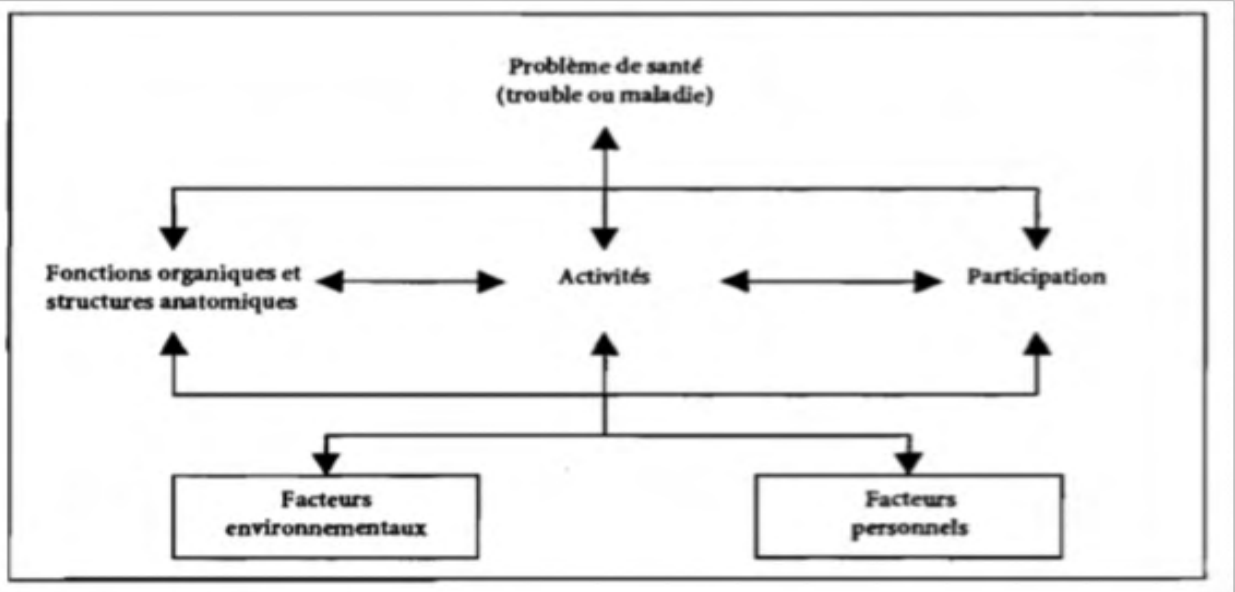 Problème de santé
(trouble ou maladie)
Fonctions organiques et
structures anatomiques
Activités
Participation
Facteurs
environnementaux
Facteurs
personnels